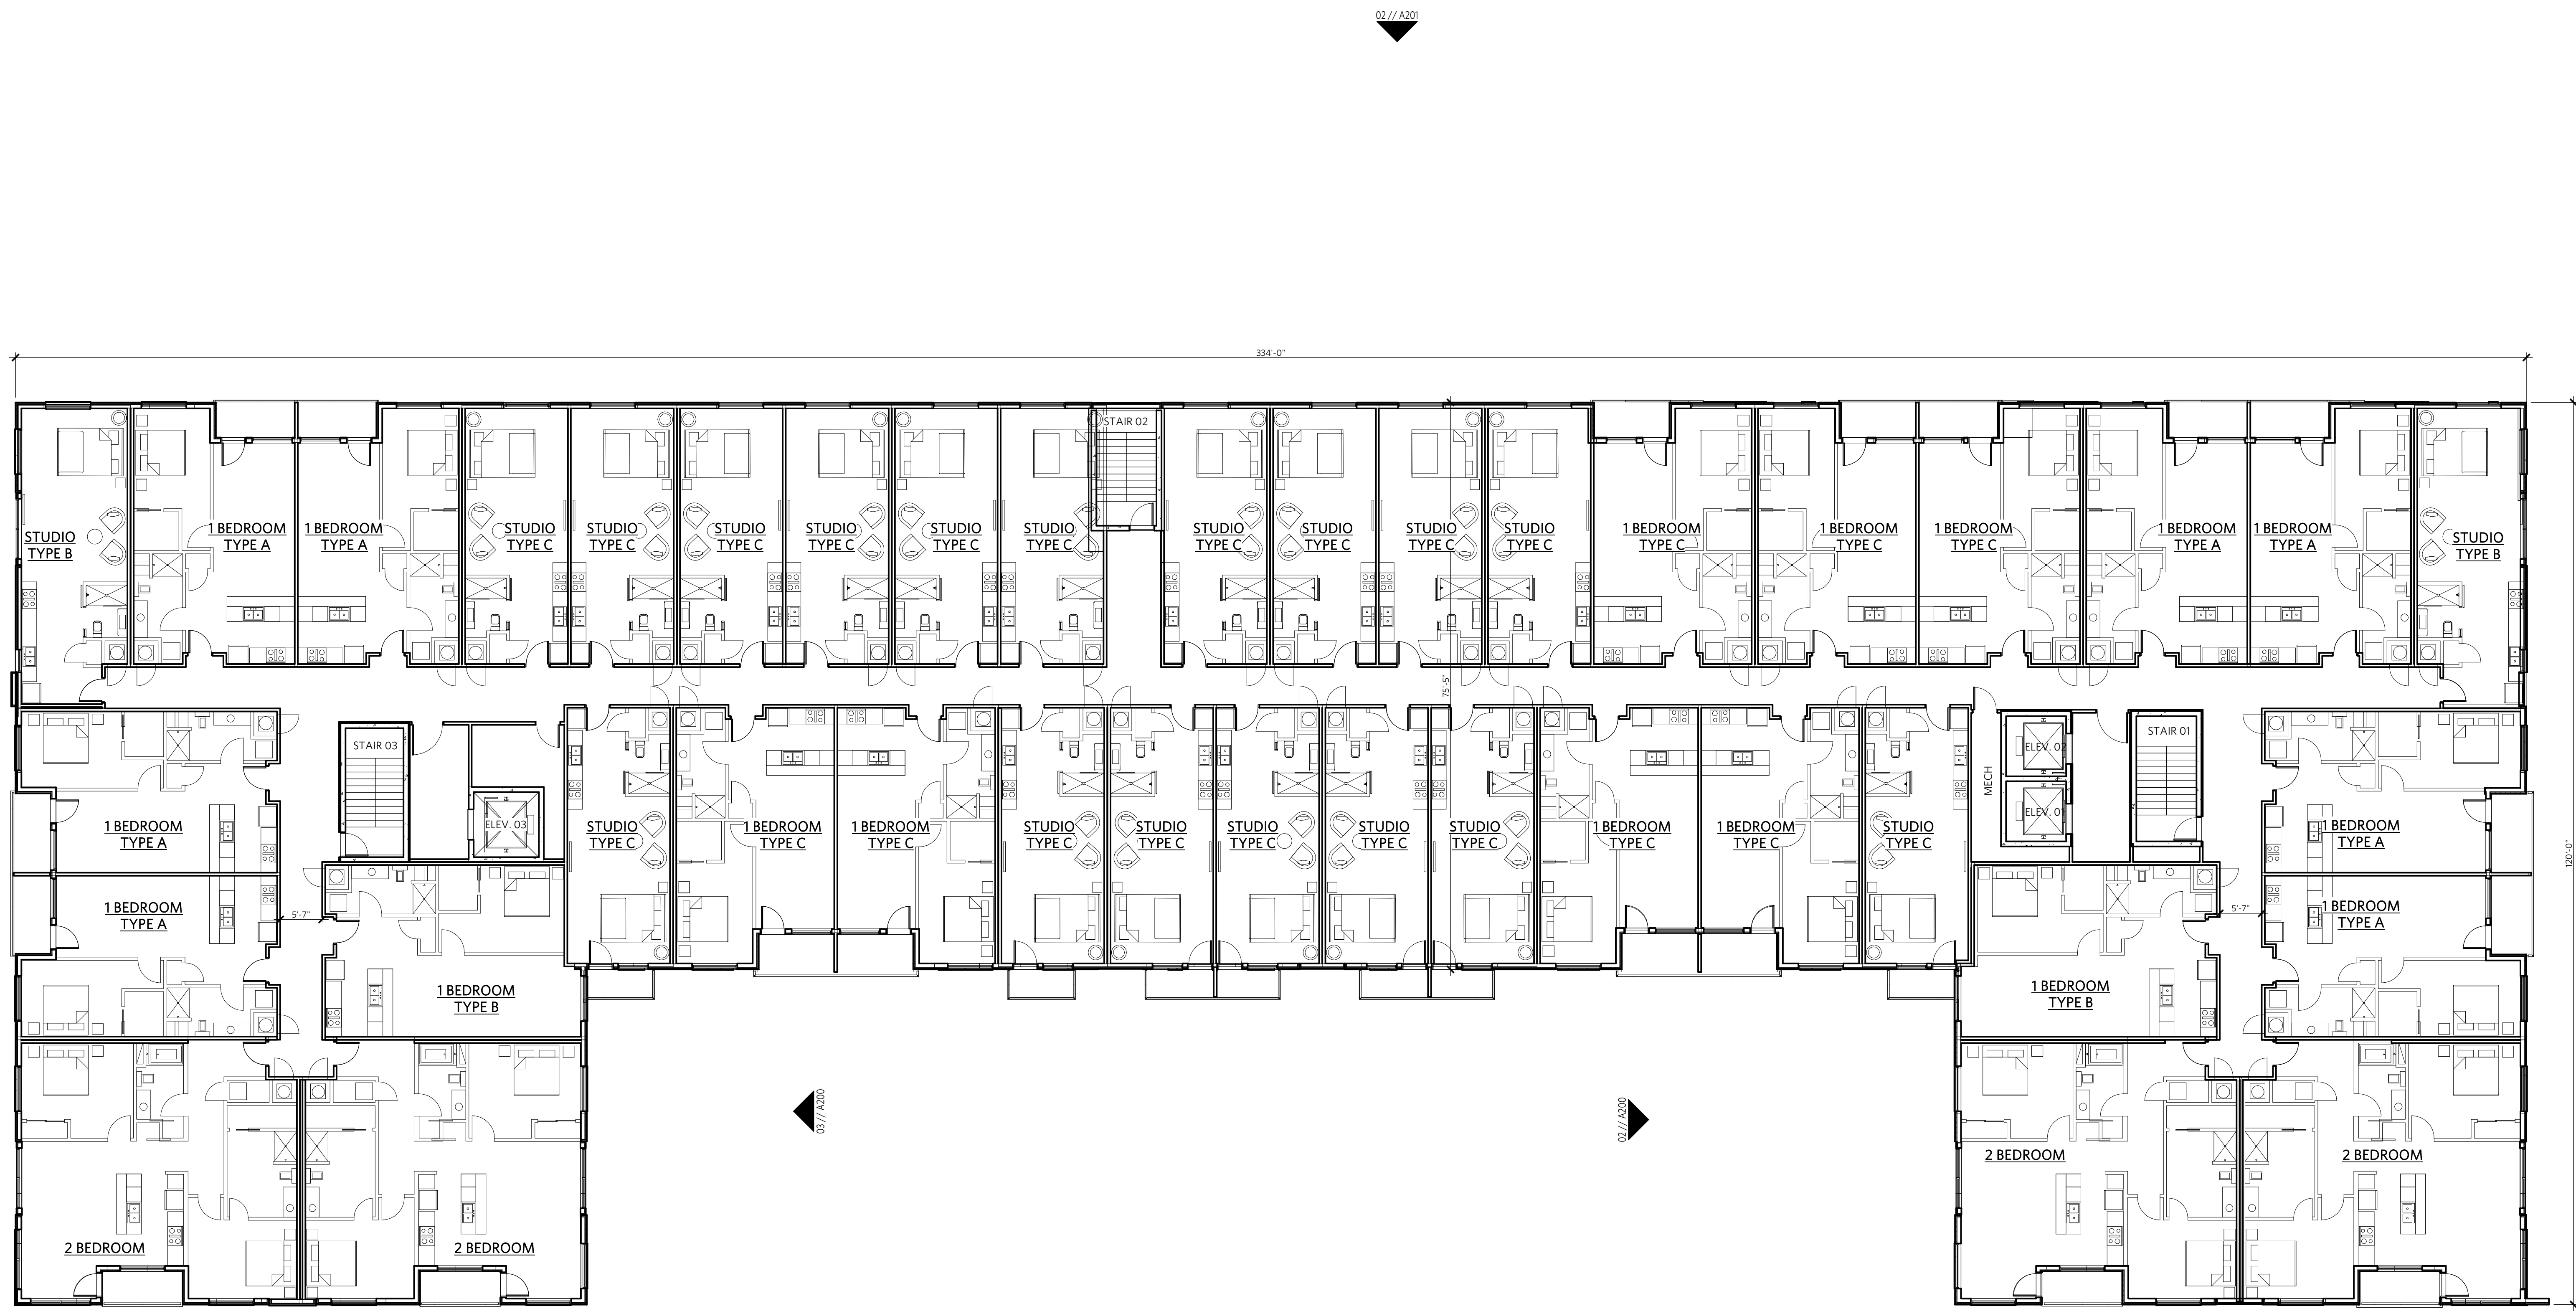 02 // A201
334'-0"
STAIR 02
STUDIO
TYPE B
1 BEDROOM
TYPE A
1 BEDROOM
TYPE A
STUDIO
TYPE C
STUDIO
TYPE C
STUDIO
TYPE C
STUDIO
TYPE C
STUDIO
TYPE C
STUDIO
TYPE C
STUDIO
TYPE C
STUDIO
TYPE C
STUDIO
TYPE C
STUDIO
TYPE C
1 BEDROOM
TYPE C
1 BEDROOM
TYPE C
1 BEDROOM
TYPE C
1 BEDROOM
TYPE A
1 BEDROOM
TYPE A
STUDIO
TYPE B
75'-5"
STAIR 03
ELEV. 03
MECH
ELEV. 02
ELEV. 01
STAIR 01
1 BEDROOM
TYPE A
STUDIO
TYPE C
1 BEDROOM
TYPE C
1 BEDROOM
TYPE C
STUDIO
TYPE C
STUDIO
TYPE C
STUDIO
TYPE C
STUDIO
TYPE C
STUDIO
TYPE C
1 BEDROOM
TYPE C
1 BEDROOM
TYPE C
STUDIO
TYPE C
1 BEDROOM
TYPE A
120'-0"
1 BEDROOM
TYPE A
5'-7"
5'-7"
1 BEDROOM
TYPE A
1 BEDROOM
TYPE B
1 BEDROOM
TYPE B
03 // A200
02 // A200
2 BEDROOM
2 BEDROOM
2 BEDROOM
2 BEDROOM